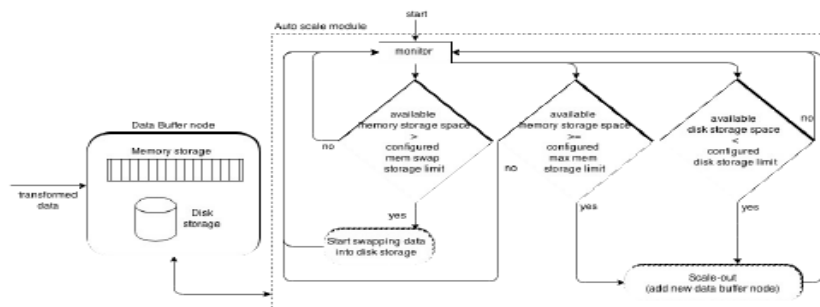 start
Auto scale module
monitor
Data Buffer node
Memory storage
Disk
storage
transformed
data
available
memory storage space
>
configured
mem swap
storage limit
no
yes
Start swapping data
into disk storage
available
memory storage space
>=
configured
max mem
storage limit
no
yes
available
disk storage space
<
configured
disk storage limit
no
yes
Scale-out
(add new data buffer node)